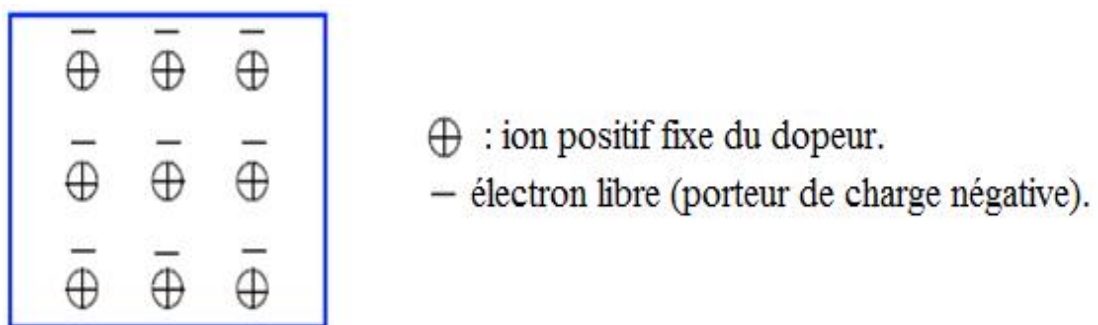 ⊕ : ion positif fixe du dopeur.
− électron libre (porteur de charge négative).